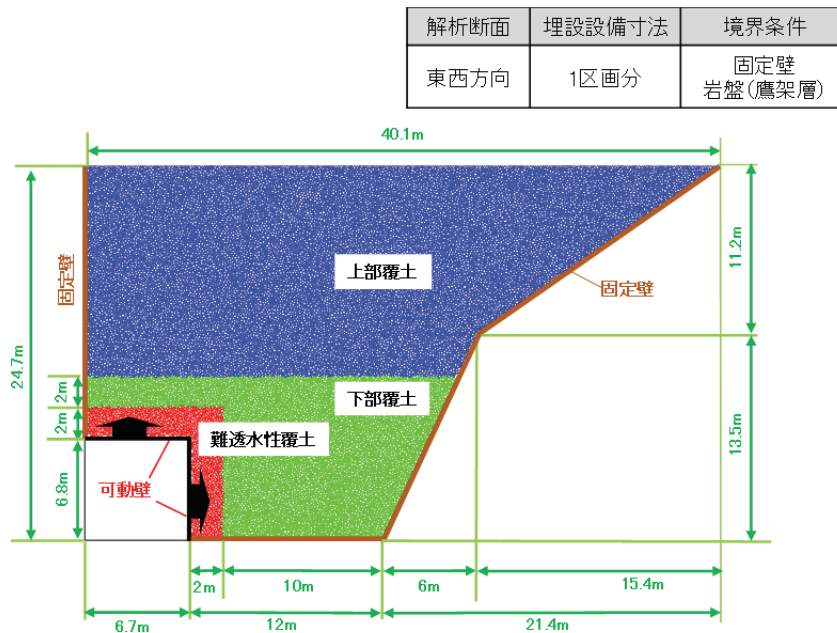 解析断面 埋設設備寸法 境界条件
東西方向 1区画分 固定壁
岩盤(鷹架層)
40.1m
上部覆土
固定壁
固定壁
11.2m
24.7m
2m
下部覆土
2m
難透水性覆土
可動壁
6.8m
13.5m
2m 10m 6m 15.4m
6.7m 12m 21.4m